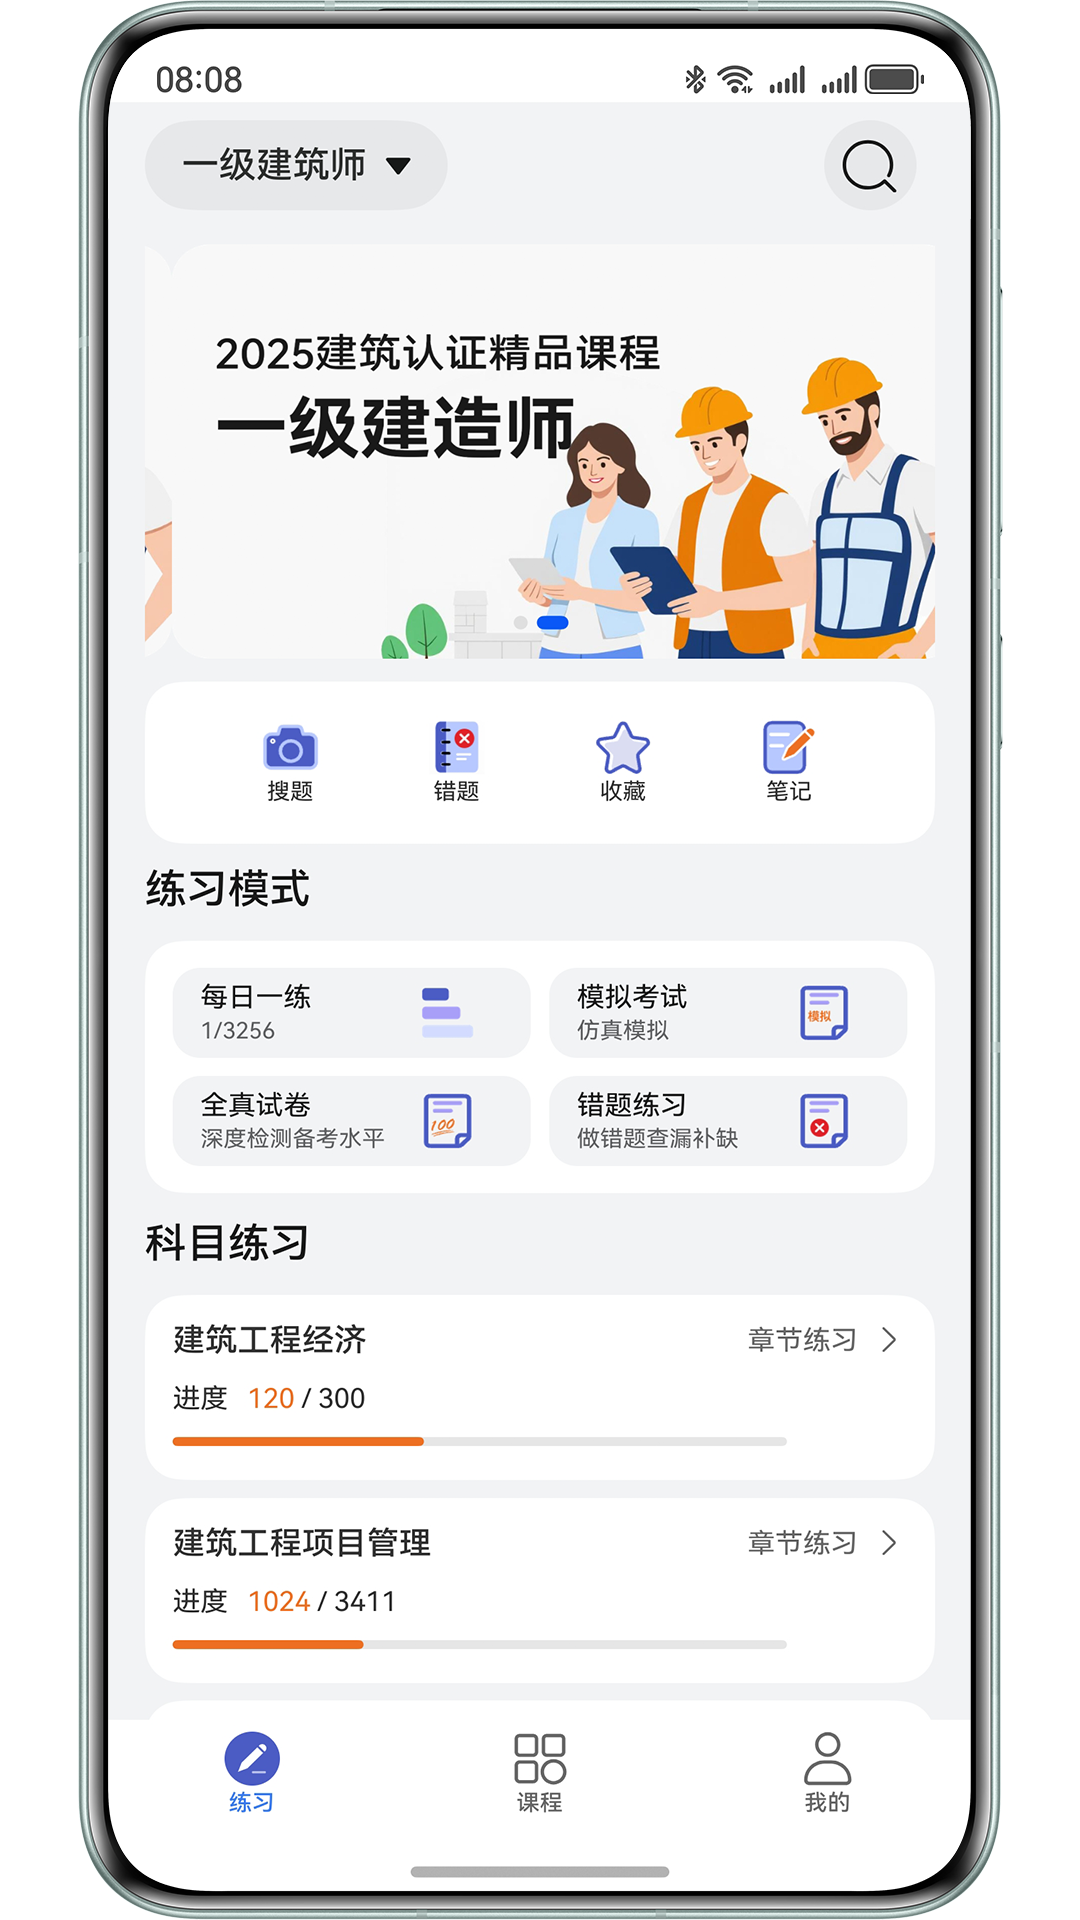 08:08
一级建筑师
2025建筑认证精品课程
一级建造师
搜题
错题
收藏
笔记
练习模式
每日一练
1/3256
模拟考试
仿真模拟
模拟
全真试卷
深度检测备考水平
100
错题练习
做错题查漏补缺
科目练习
建筑工程经济
章节练习
进度 120 / 300
建筑工程项目管理
章节练习
进度 1024 / 3411
练习
课程
我的